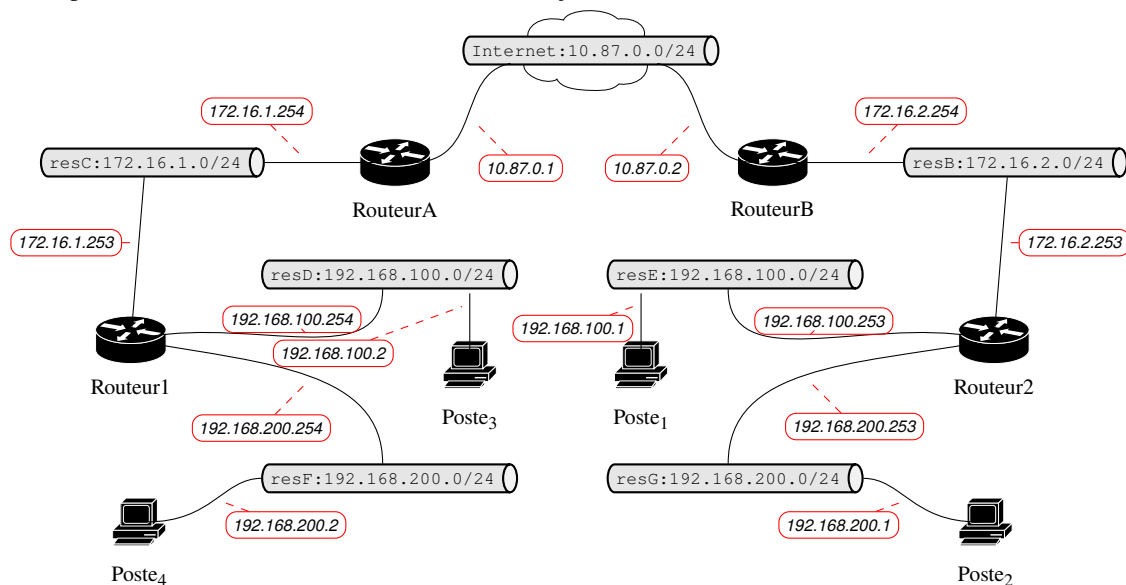 Internet:10.87.0.0/24
172.16.1.254
172.16.2.254
resC:172.16.1.0/24
10.87.0.1
10.87.0.2
resB:172.16.2.0/24
RouteurA
RouteurB
172.16.1.253
172.16.2.253
resD:192.168.100.0/24
resE:192.168.100.0/24
192.168.100.254
192.168.100.1
192.168.100.253
192.168.100.2
Routeur1
Routeur2
Poste3
Poste1
192.168.200.254
192.168.200.253
resF:192.168.200.0/24
resG:192.168.200.0/24
192.168.200.2
192.168.200.1
Poste4
Poste2